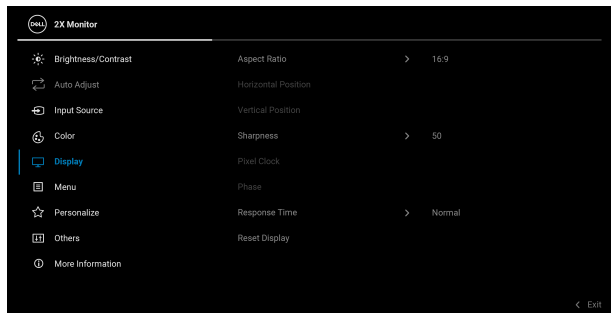 DELL 2X Monitor
Brightness/Contrast Aspect Ratio > 16:9
Auto Adjust Horizontal Position
Input Source Vertical Position
Color Sharpness > 50
Display Pixel Clock
Menu Phase
Personalize Response Time > Normal
Others Reset Display
More Information
< Exit